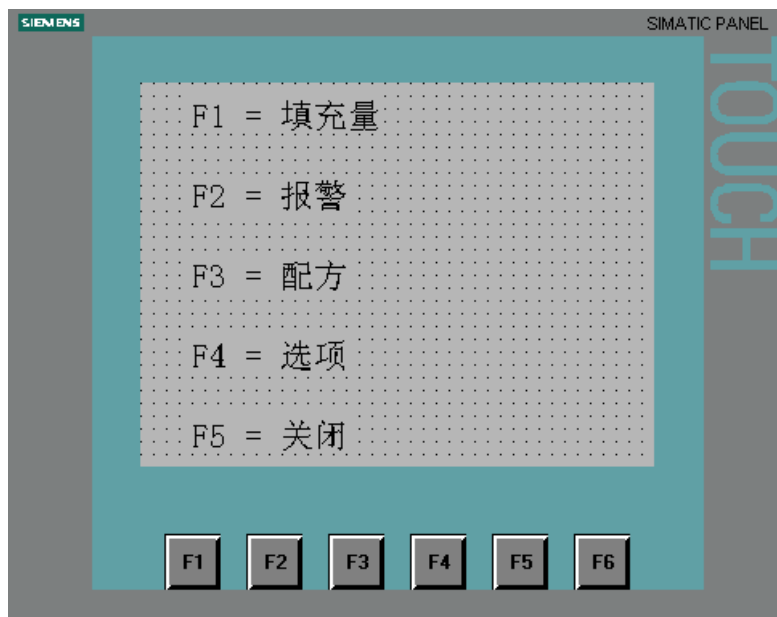 SIEMENS
SIMATIC PANEL
TOUCH
F1 = 填充量
F2 = 报警
F3 = 配方
F4 = 选项
F5 = 关闭
F1 F2 F3 F4 F5 F6